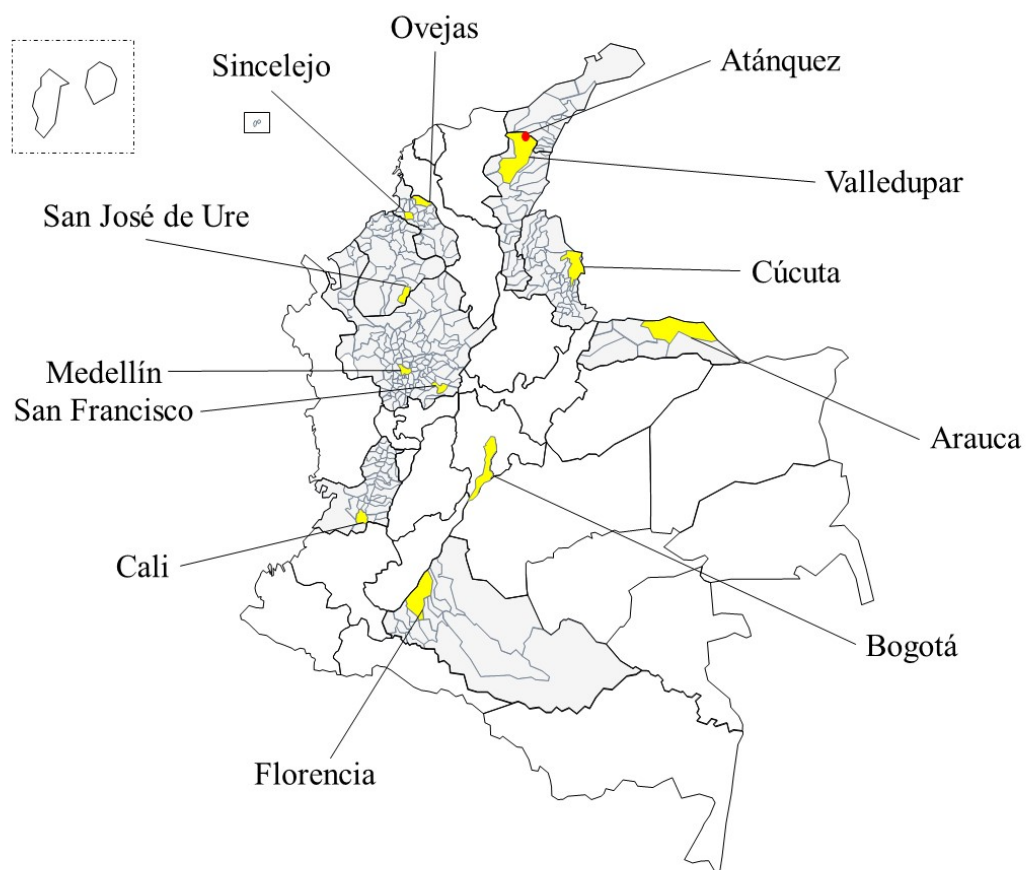 Ovejas
Sincelejo
Atánquez
Valledupar
San José de Ure
Cúcuta
Medellín
San Francisco
Arauca
Cali
Bogotá
Florencia